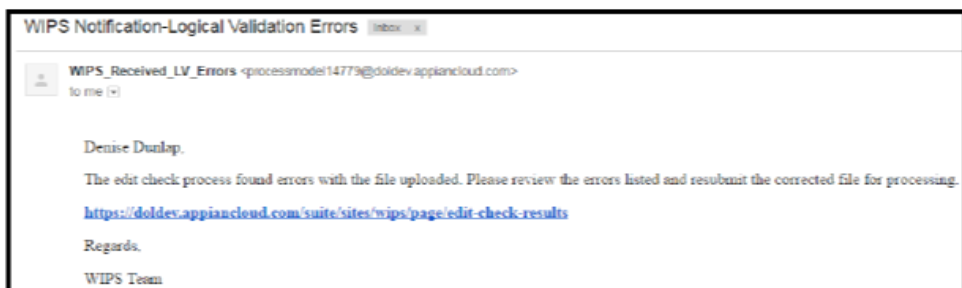 WIPS Notification-Logical Validation Errors Inbox x
WIPS_Received_LV_Errors <processmodel14779@doldev.appiancloud.com>
to me
Denise Dunlap,
The edit check process found errors with the file uploaded. Please review the errors listed and resubmit the corrected file for processing.
https://doldev.appiancloud.com/suite/sites/wips/page/edit-check-results
Regards,
WIPS Team